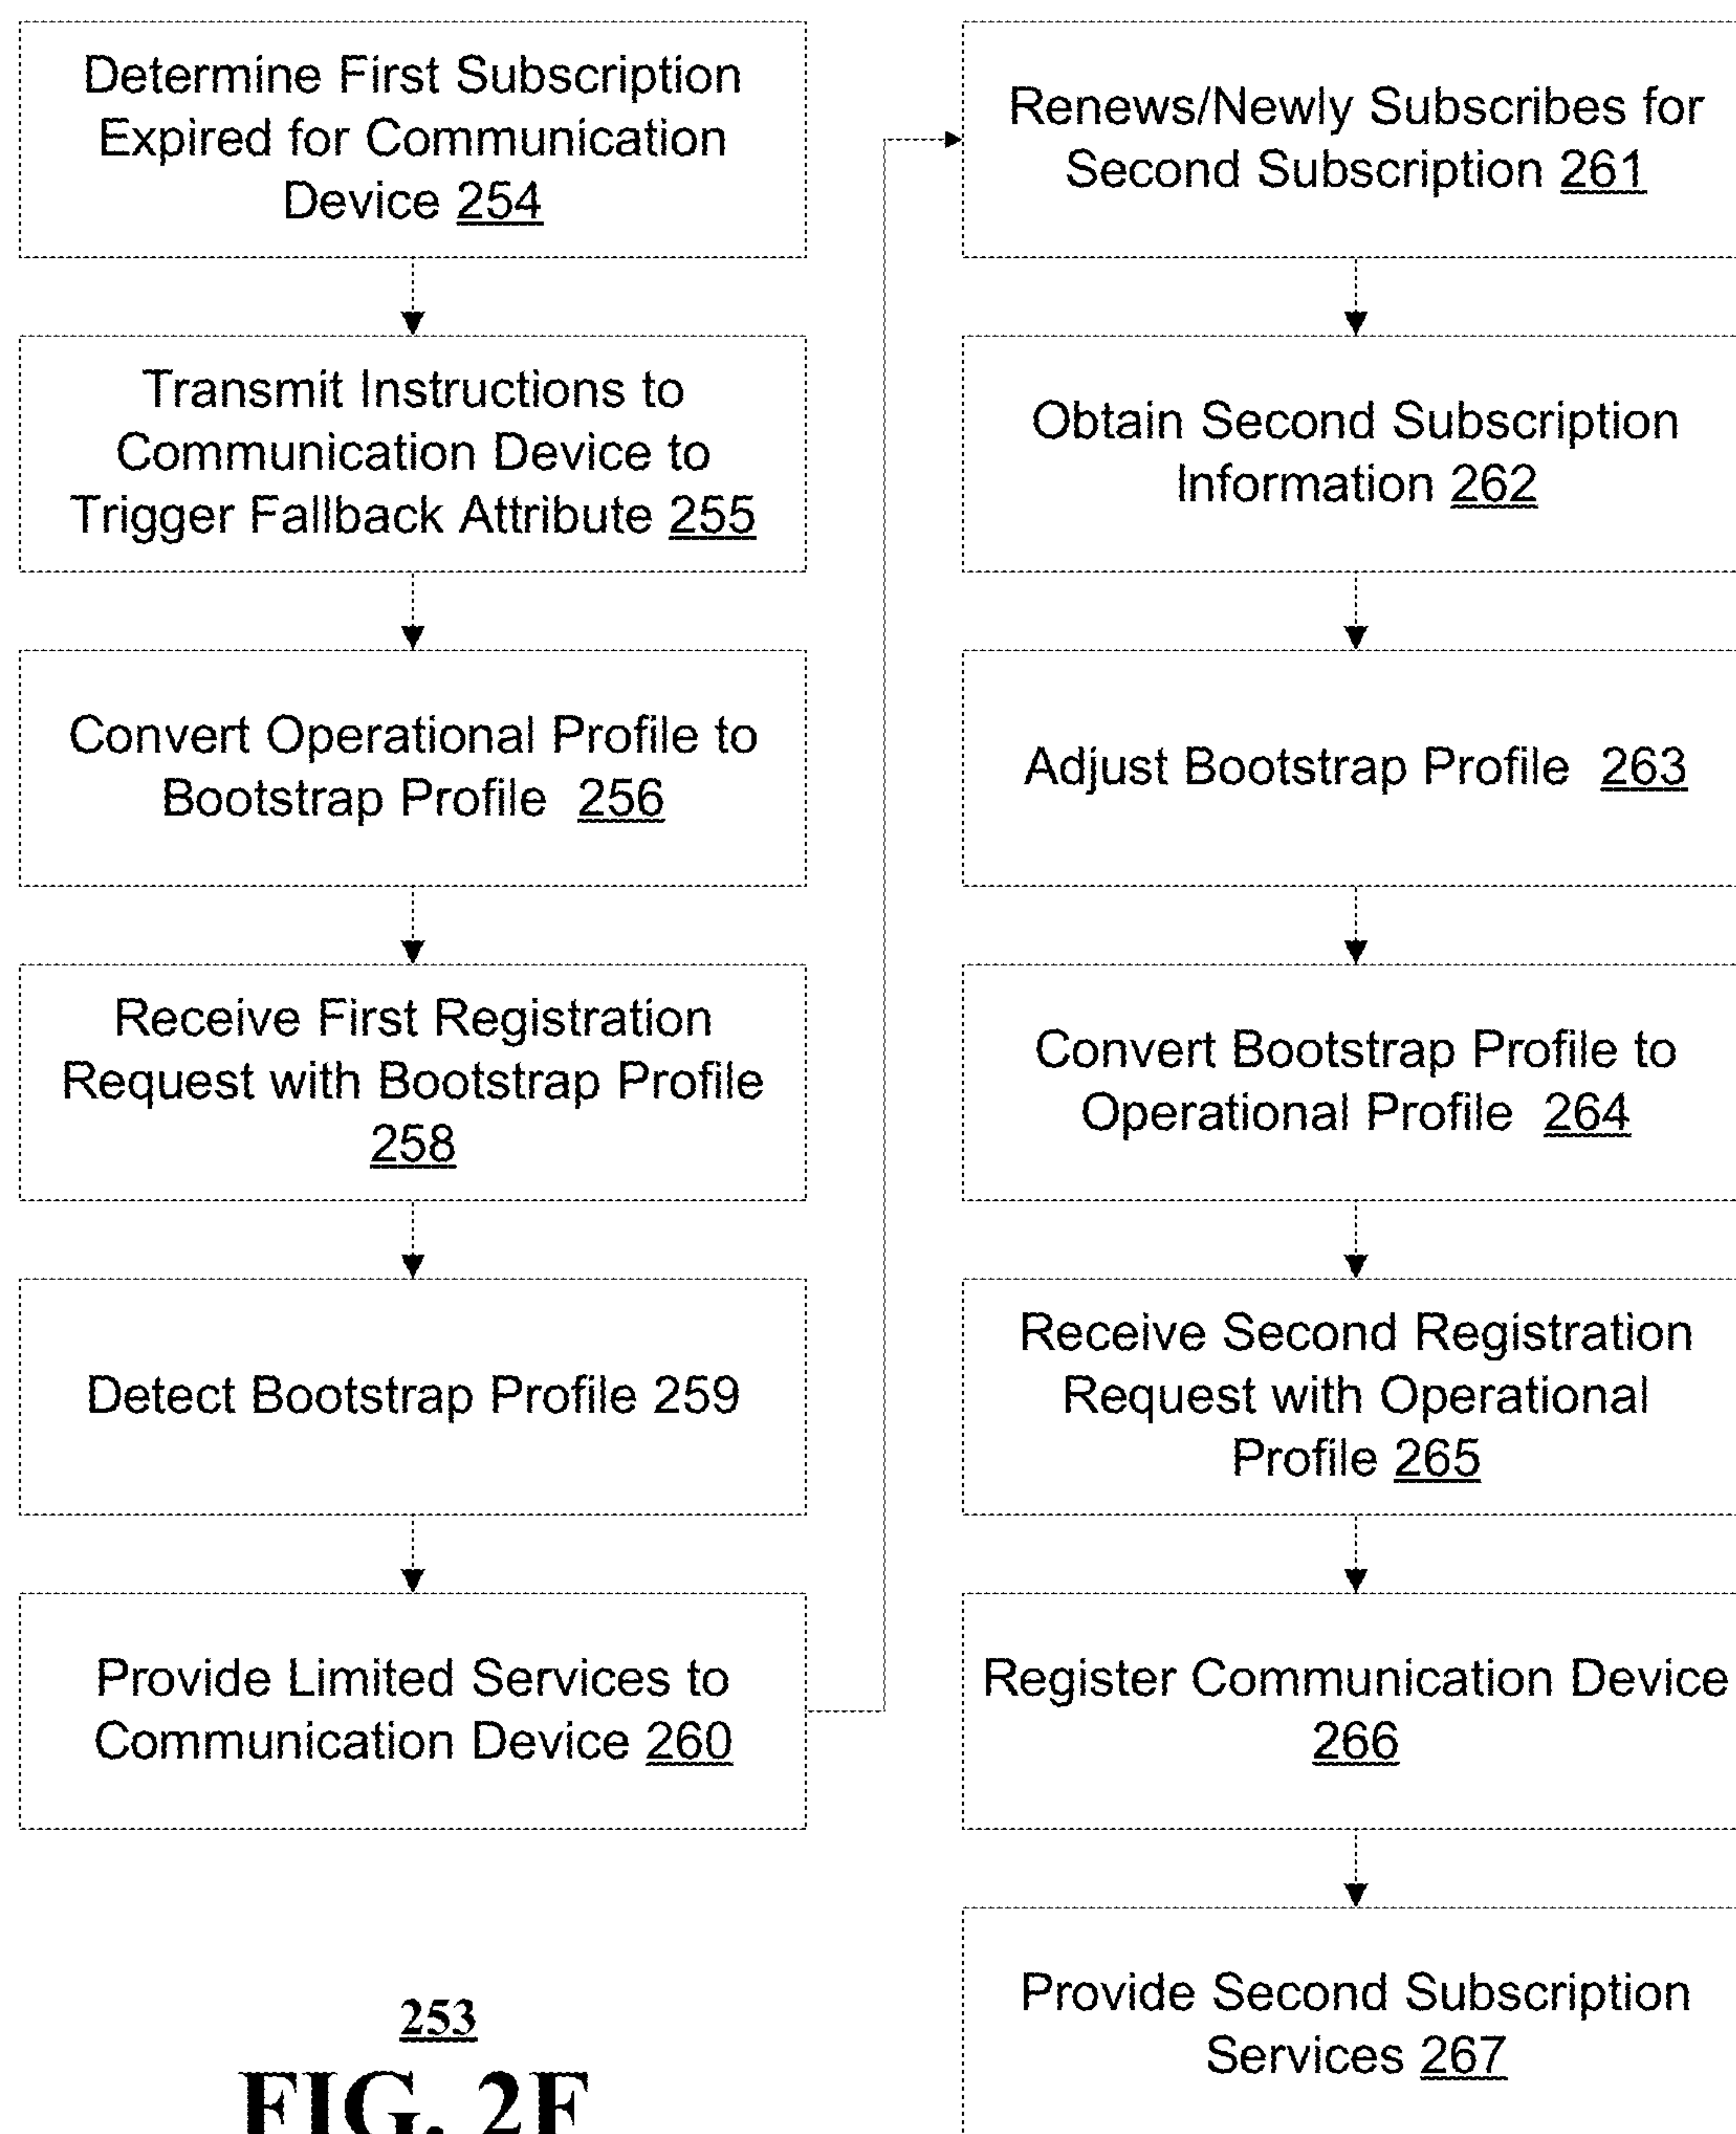 Determine First Subscription
Expired for Communication
Device 254
Transmit Instructions to
Communication Device to
Trigger Fallback Attribute 255
Convert Operational Profile to
Bootstrap Profile 256
Receive First Registration
Request with Bootstrap Profile
258
Detect Bootstrap Profile 259
Provide Limited Services to
Communication Device 260
Renews/Newly Subscribes for
Second Subscription 261
Obtain Second Subscription
Information 262
Adjust Bootstrap Profile 263
Convert Bootstrap Profile to
Operational Profile 264
Receive Second Registration
Request with Operational
Profile 265
Register Communication Device
266
Provide Second Subscription
Services 267
253
FIG. 2F